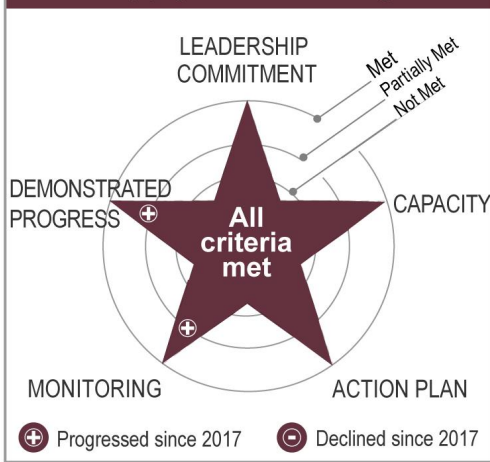 LEADERSHIP
COMMITMENT
Met
Partially Met
Not Met
DEMONSTRATED
PROGRESS
CAPACITY
All
criteria
met
MONITORING
ACTION PLAN
Progressed since 2017
Declined since 2017